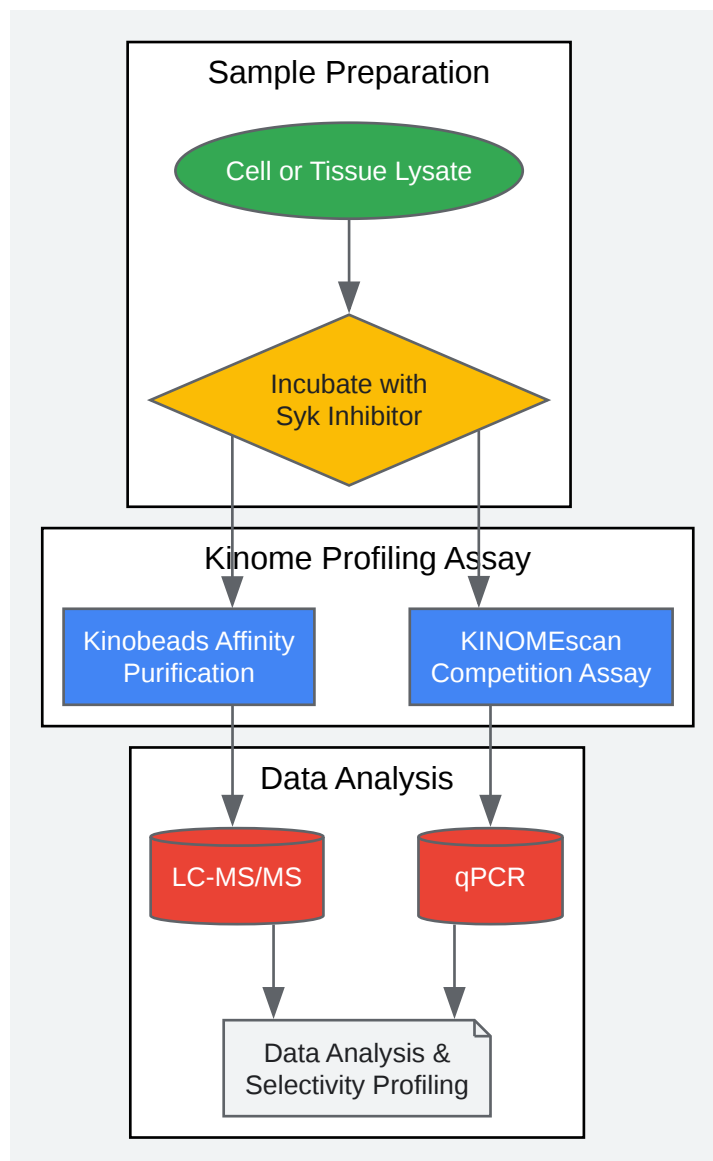 Sample Preparation
Cell or Tissue Lysate
Incubate with
Syk Inhibitor
Kinome Profiling Assay
Kinobeads Affinity
Purification
KINOMEscan
Competition Assay
Data Analysis
LC-MS/MS
qPCR
Data Analysis &
Selectivity Profiling